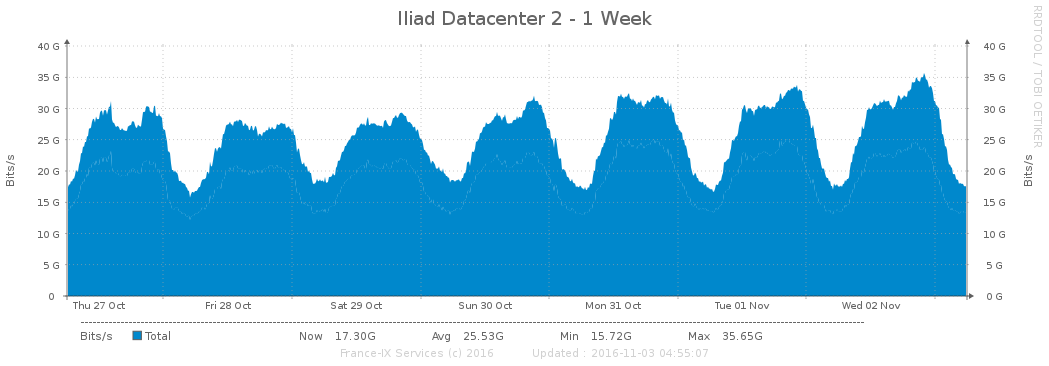 Iliad Datacenter 2 - 1 Week
RRDTOOL / TOBI OETIKER
Bits/s
Bits/s
40 G 40 G
35 G 35 G
30 G 30 G
25 G 25 G
20 G 20 G
15 G 15 G
10 G 10 G
5 G 5 G
0 0 G
Thu 27 Oct Fri 28 Oct Sat 29 Oct Sun 30 Oct Mon 31 Oct Tue 01 Nov Wed 02 Nov
Bits/s Total Now 17.30G Avg 25.53G Min 15.72G Max 35.65G
France-IX Services (c) 2016 Updated : 2016-11-03 04:55:07